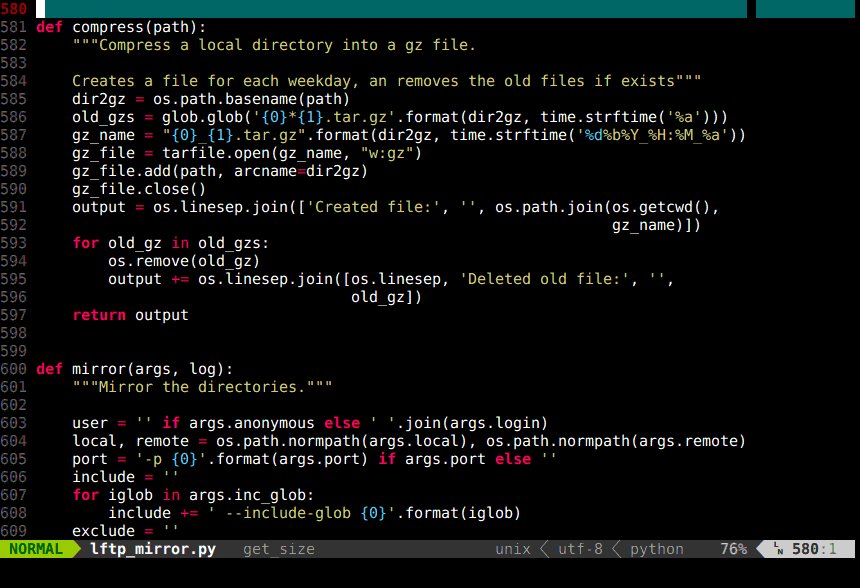 580
581 def compress(path):
582     """Compress a local directory into a gz file.
583
584     Creates a file for each weekday, an removes the old files if exists"""
585     dir2gz = os.path.basename(path)
586     old_gzs = glob.glob('{0}*{1}.tar.gz'.format(dir2gz, time.strftime('%a')))
587     gz_name = "{0}_{1}.tar.gz".format(dir2gz, time.strftime('%d%b%Y_%H:%M_%a'))
588     gz_file = tarfile.open(gz_name, "w:gz")
589     gz_file.add(path, arcname=dir2gz)
590     gz_file.close()
591     output = os.linesep.join(['Created file:', '', os.path.join(os.getcwd(),
592                                                                 gz_name)])
593     for old_gz in old_gzs:
594         os.remove(old_gz)
595         output += os.linesep.join([os.linesep, 'Deleted old file:', '',
596                                    old_gz])
597     return output
598
599
600 def mirror(args, log):
601     """Mirror the directories."""
602
603     user = '' if args.anonymous else ' '.join(args.login)
604     local, remote = os.path.normpath(args.local), os.path.normpath(args.remote)
605     port = '-p {0}'.format(args.port) if args.port else ''
606     include = ''
607     for iglob in args.inc_glob:
608         include += ' --include-glob {0}'.format(iglob)
609     exclude = ''
NORMAL lftp_mirror.py get_size unix utf-8 python 76% LN 580:1